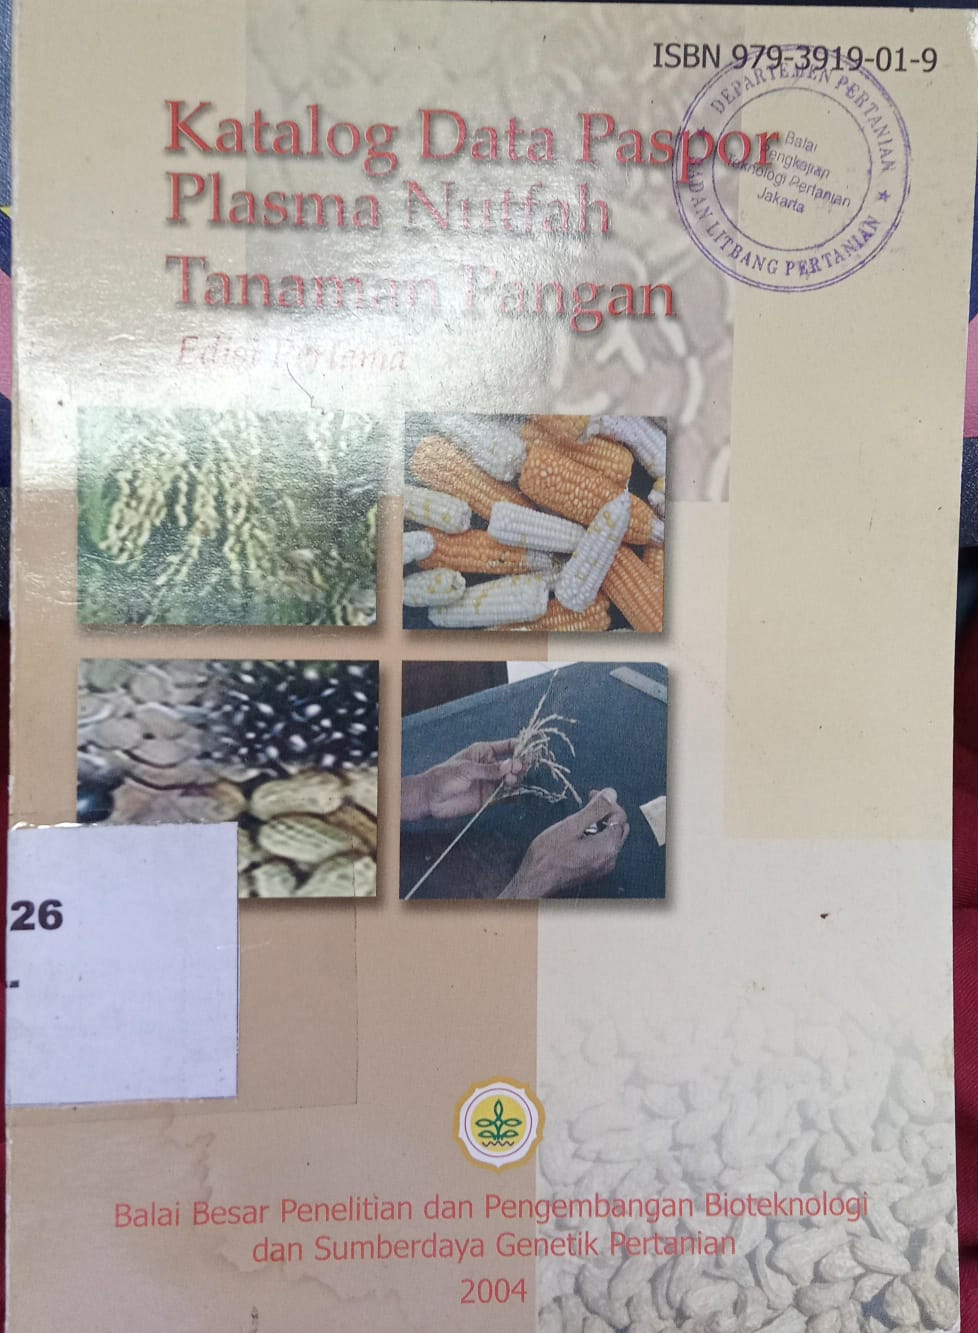 ISBN 979-3919-01-9
Katalog Data Paspor
Plasma Nutfah
Tanaman Pangan
Edisi Pertama
DEPARTEMEN PERTANIAN
Balai
Pengkajian
Teknologi Pertanian
Jakarta
BADAN LITBANG PERTANIAN
26
-
Balai Besar Penelitian dan Pengembangan Bioteknologi
dan Sumberdaya Genetik Pertanian
2004